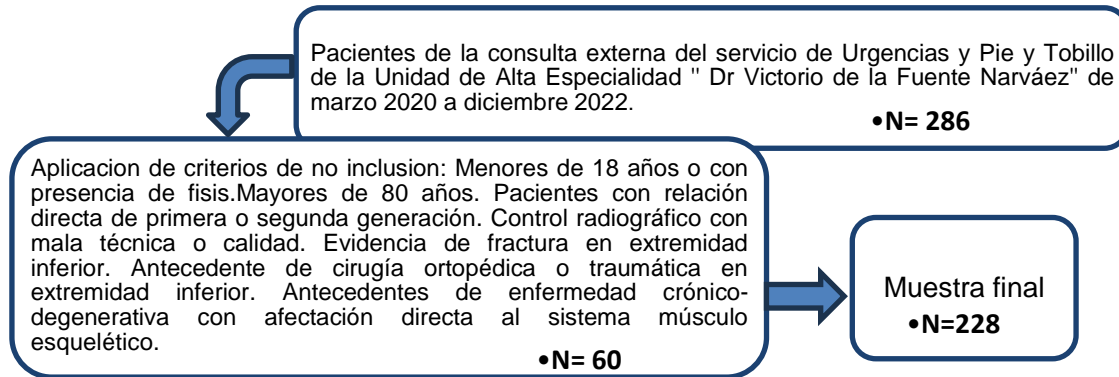 Pacientes de la consulta externa del servicio de Urgencias y Pie y Tobillo
de la Unidad de Alta Especialidad " Dr Victorio de la Fuente Narváez" de
marzo 2020 a diciembre 2022.
•N= 286
Aplicacion de criterios de no inclusion: Menores de 18 años o con
presencia de fisis.Mayores de 80 años. Pacientes con relación
directa de primera o segunda generación. Control radiográfico con
mala técnica o calidad. Evidencia de fractura en extremidad
inferior. Antecedente de cirugía ortopédica o traumática en
extremidad inferior. Antecedentes de enfermedad crónico-
degenerativa con afectación directa al sistema músculo
esquelético.
•N= 60
Muestra final
•N=228